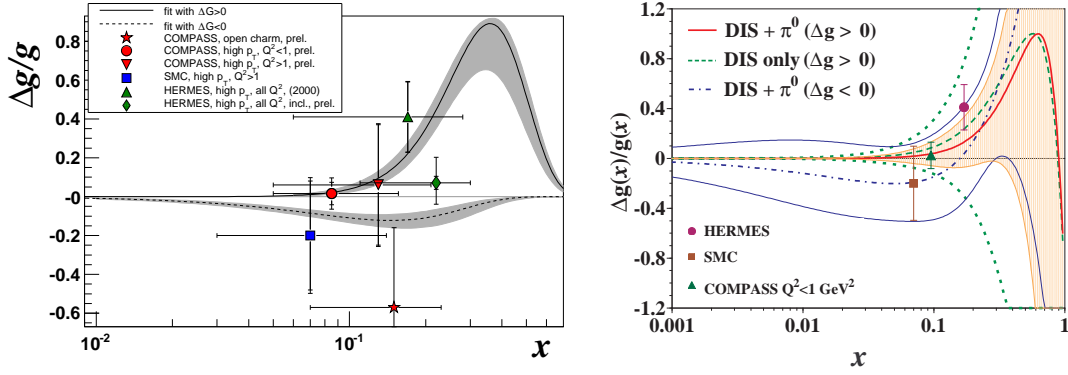 Δg/g
0.8
0.6
0.4
0.2
-0
-0.2
-0.4
-0.6
fit with ΔG>0
fit with ΔG<0
COMPASS, open charm, prel.
COMPASS, high p_T, Q²<1, prel.
COMPASS, high p_T, Q²>1, prel.
SMC, high p_T, Q²>1
HERMES, high p_T, all Q², (2000)
HERMES, high p_T, all Q², incl., prel.
10⁻²
10⁻¹
x
Δg(x)/g(x)
1.2
0.8
0.4
0
-0.4
-0.8
-1.2
DIS + π⁰ (Δg > 0)
DIS only (Δg > 0)
DIS + π⁰ (Δg < 0)
HERMES
SMC
COMPASS Q²<1 GeV²
0.001
0.01
0.1
1
x